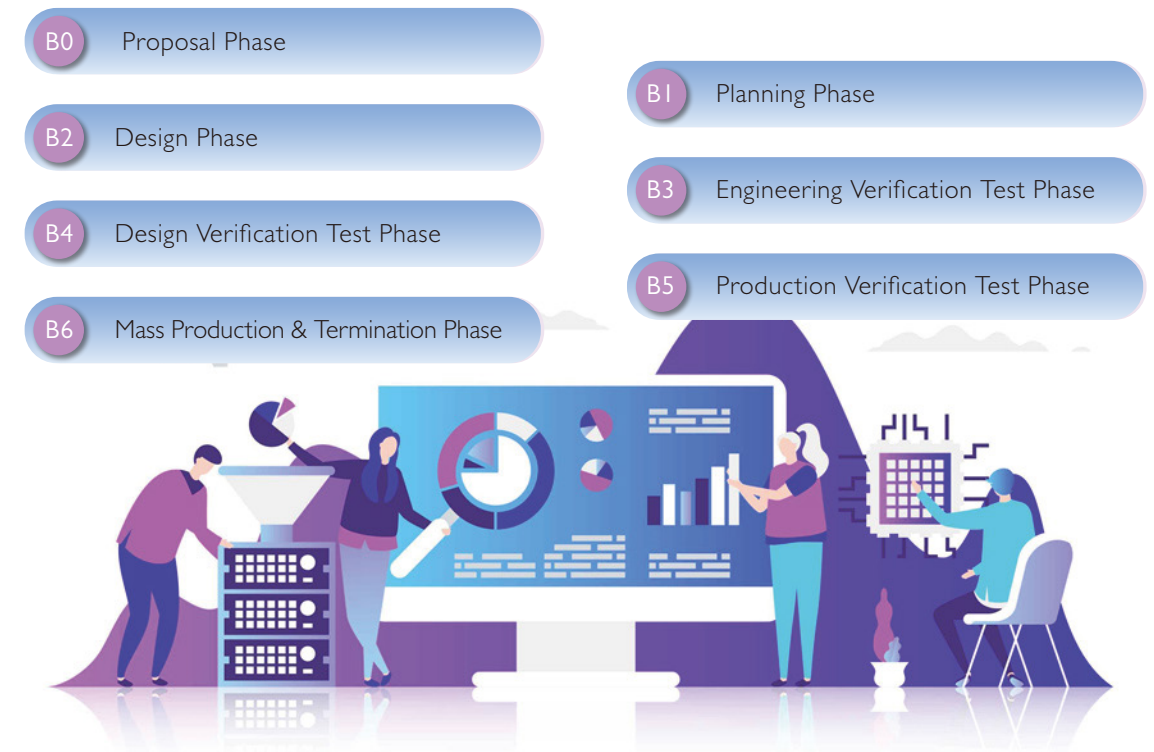 B0 Proposal Phase
B1 Planning Phase
B2 Design Phase
B3 Engineering Verification Test Phase
B4 Design Verification Test Phase
B5 Production Verification Test Phase
B6 Mass Production & Termination Phase